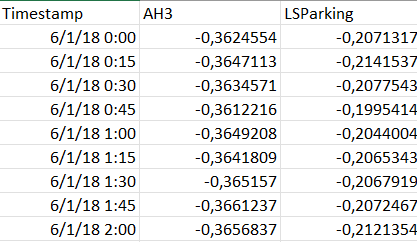 Timestamp AH3 LSParking
6/1/18 0:00 -0,3624554 -0,2071317
6/1/18 0:15 -0,3647113 -0,2141537
6/1/18 0:30 -0,3634571 -0,2077543
6/1/18 0:45 -0,3612216 -0,1995414
6/1/18 1:00 -0,3649208 -0,2044004
6/1/18 1:15 -0,3641809 -0,2065343
6/1/18 1:30 -0,365157 -0,2067919
6/1/18 1:45 -0,3661237 -0,2072467
6/1/18 2:00 -0,3656837 -0,2121354